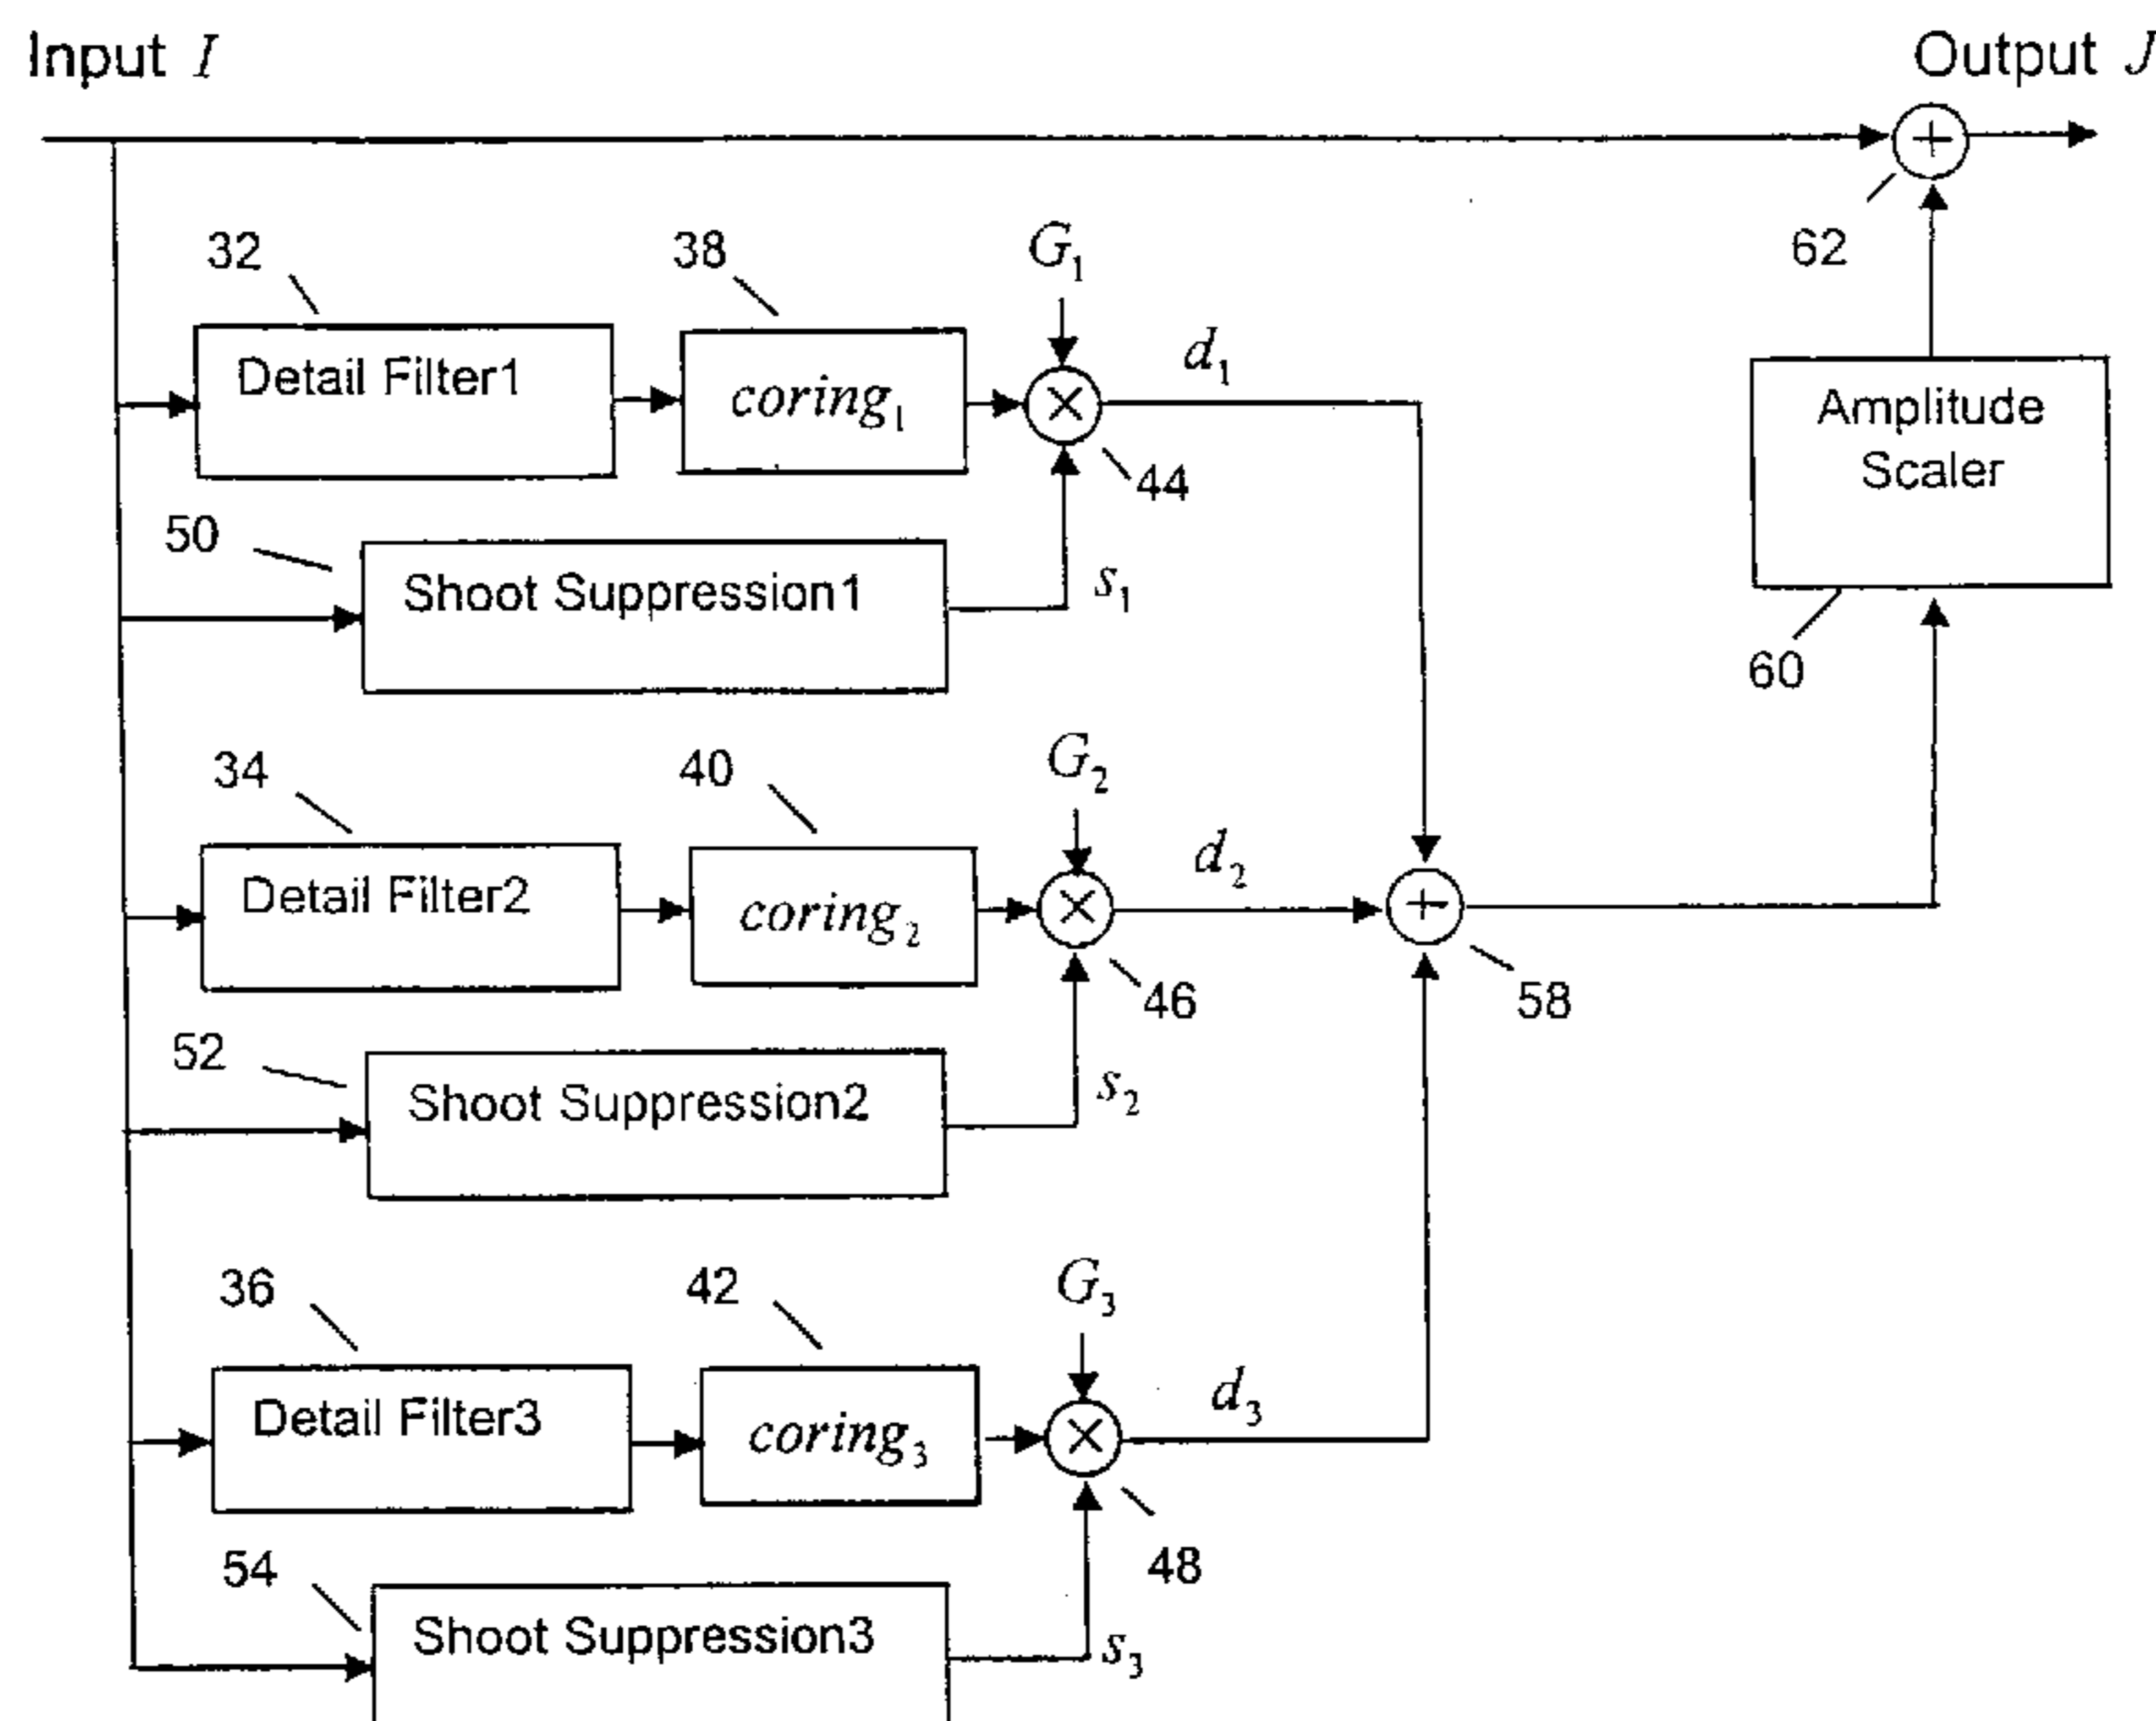 Input I
Output J
62
32
38
G₁
d₁
Detail Filter1
coring₁
44
Amplitude
Scaler
60
50
Shoot Suppression1
s₁
34
40
G₂
d₂
Detail Filter2
coring₂
46
58
52
Shoot Suppression2
s₂
36
42
G₃
d₃
Detail Filter3
coring₃
48
54
Shoot Suppression3
s₃